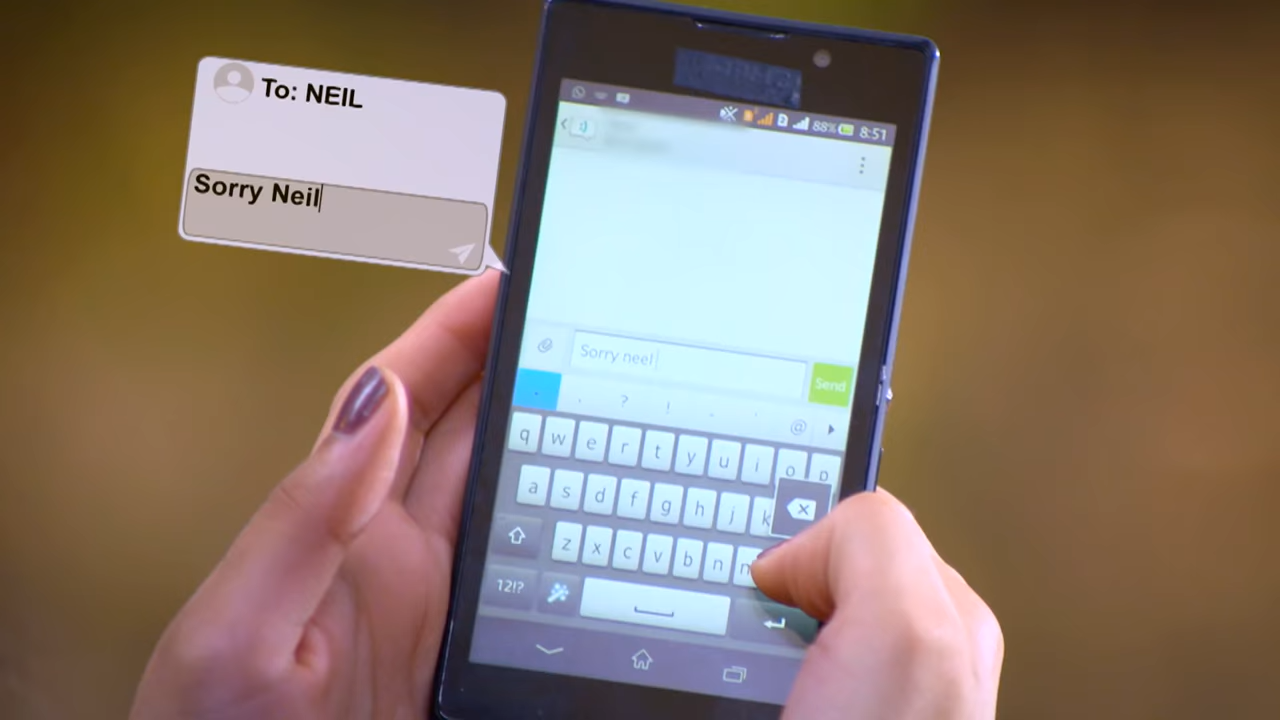 To: NEIL
Sorry Neil
88% 8:51
Sorry neel
Send
. , ? ! - ' @
q w e r t y u i o p
a s d f g h j k
z x c v b n m
12!?